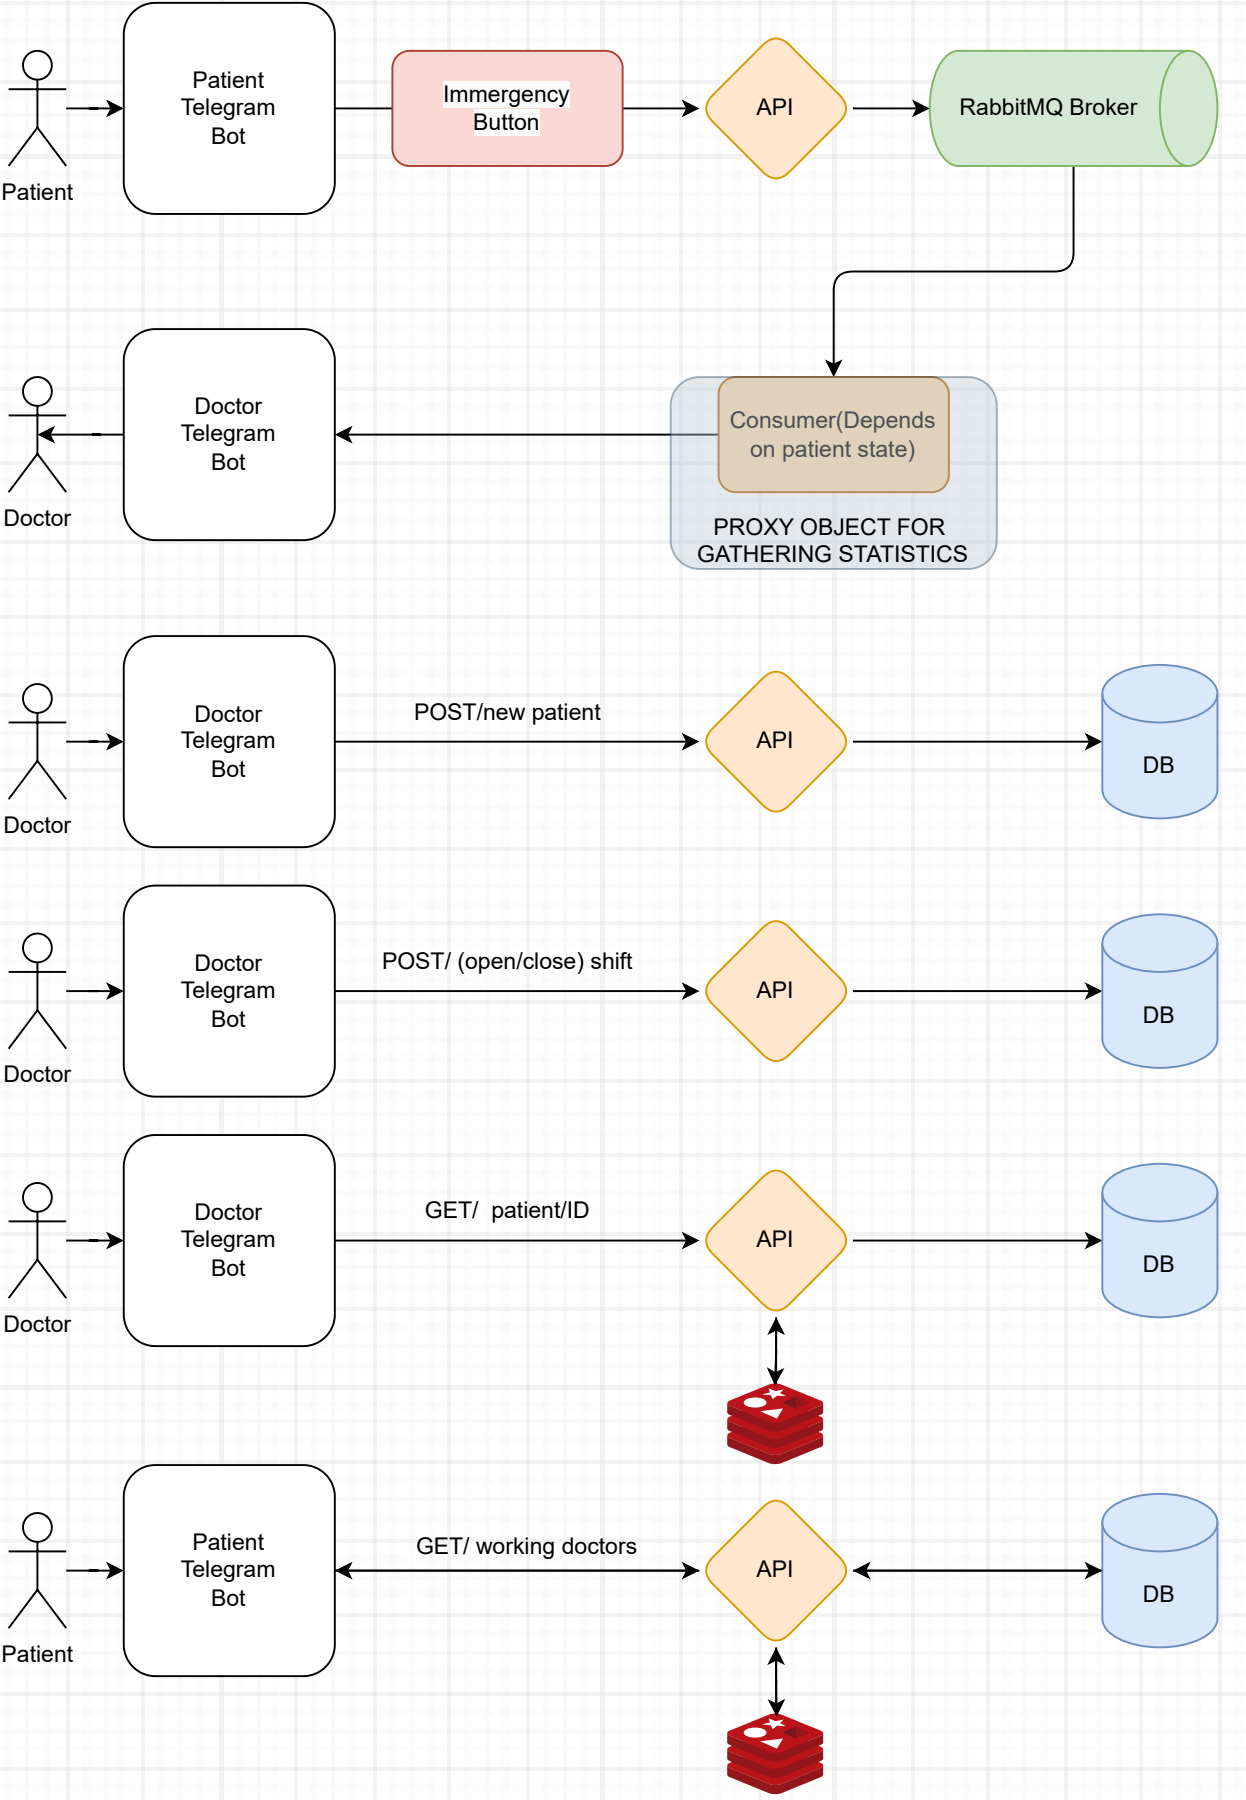 Patient
Telegram
Bot
Immergency
Button
API
RabbitMQ Broker
Patient
Doctor
Telegram
Bot
Consumer(Depends
on patient state)
PROXY OBJECT FOR
GATHERING STATISTICS
Doctor
Doctor
Telegram
Bot
POST/new patient
API
DB
Doctor
Doctor
Telegram
Bot
POST/ (open/close) shift
API
DB
Doctor
Doctor
Telegram
Bot
GET/  patient/ID
API
DB
Doctor
Patient
Telegram
Bot
GET/ working doctors
API
DB
Patient